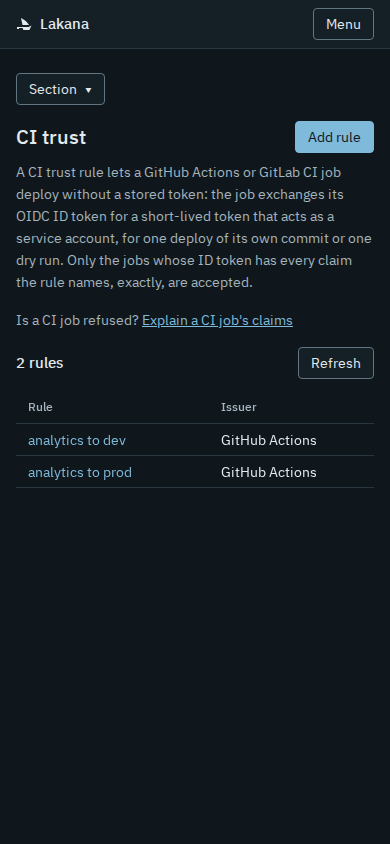 Lakana
Menu
Section
CI trust
Add rule
A CI trust rule lets a GitHub Actions or GitLab CI job
deploy without a stored token: the job exchanges its
OIDC ID token for a short-lived token that acts as a
service account, for one deploy of its own commit or one
dry run. Only the jobs whose ID token has every claim
the rule names, exactly, are accepted.
Is a CI job refused? Explain a CI job's claims
2 rules
Refresh
Rule Issuer
analytics to dev GitHub Actions
analytics to prod GitHub Actions